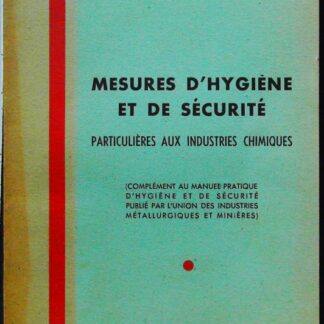 MESURES D'HYGIÈNE
ET DE SÉCURITÉ
PARTICULIÈRES AUX INDUSTRIES CHIMIQUES
(COMPLÉMENT AU MANUEL PRATIQUE
D'HYGIÈNE ET DE SÉCURITÉ
PUBLIÉ PAR L'UNION DES INDUSTRIES
MÉTALLURGIQUES ET MINIÈRES)